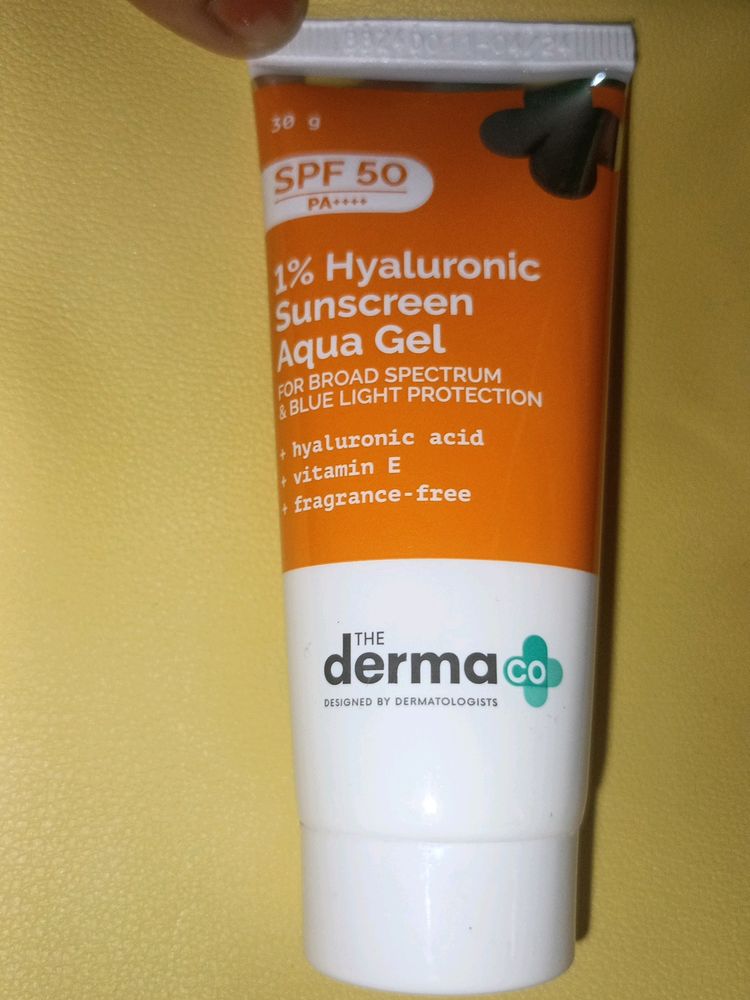 30 g
SPF 50
PA++++
1% Hyaluronic
Sunscreen
Aqua Gel
FOR BROAD SPECTRUM
& BLUE LIGHT PROTECTION
+ hyaluronic acid
+ vitamin E
+ fragrance-free
THE
derma co
DESIGNED BY DERMATOLOGISTS